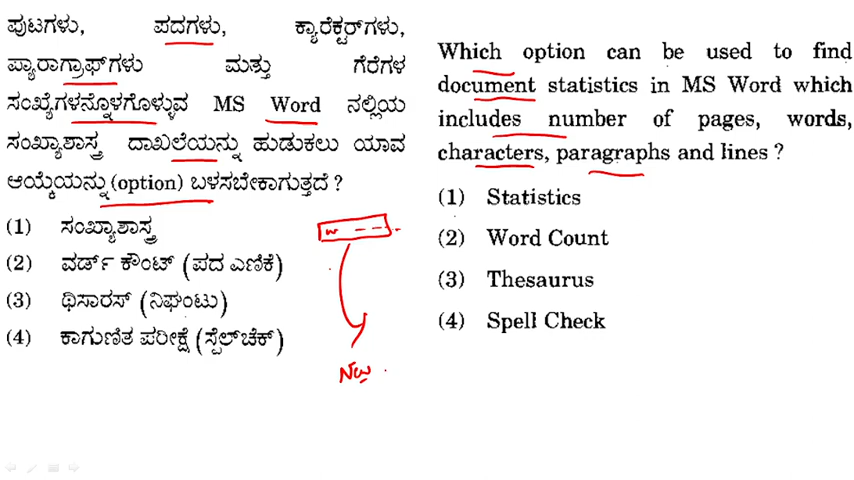 ಪುಟಗಳು, ಪದಗಳು, ಕ್ಯಾರೆಕ್ಟರ್‌ಗಳು,
ಪ್ಯಾರಾಗ್ರಾಫ್‌ಗಳು ಮತ್ತು ಗೆರೆಗಳ
ಸಂಖ್ಯೆಗಳನ್ನೊಳಗೊಳ್ಳುವ MS Word ನಲ್ಲಿಯ
ಸಂಖ್ಯಾಶಾಸ್ತ್ರ ದಾಖಲೆಯನ್ನು ಹುಡುಕಲು ಯಾವ
ಆಯ್ಕೆಯನ್ನು (option) ಬಳಸಬೇಕಾಗುತ್ತದೆ ?
(1) ಸಂಖ್ಯಾಶಾಸ್ತ್ರ
(2) ವರ್ಡ್ ಕೌಂಟ್ (ಪದ ಎಣಿಕೆ)
(3) ಥಿಸಾರಸ್ (ನಿಘಂಟು)
(4) ಕಾಗುಣಿತ ಪರೀಕ್ಷೆ (ಸ್ಪೆಲ್‌ಚೆಕ್)
Which option can be used to find
document statistics in MS Word which
includes number of pages, words,
characters, paragraphs and lines ?
(1) Statistics
(2) Word Count
(3) Thesaurus
(4) Spell Check